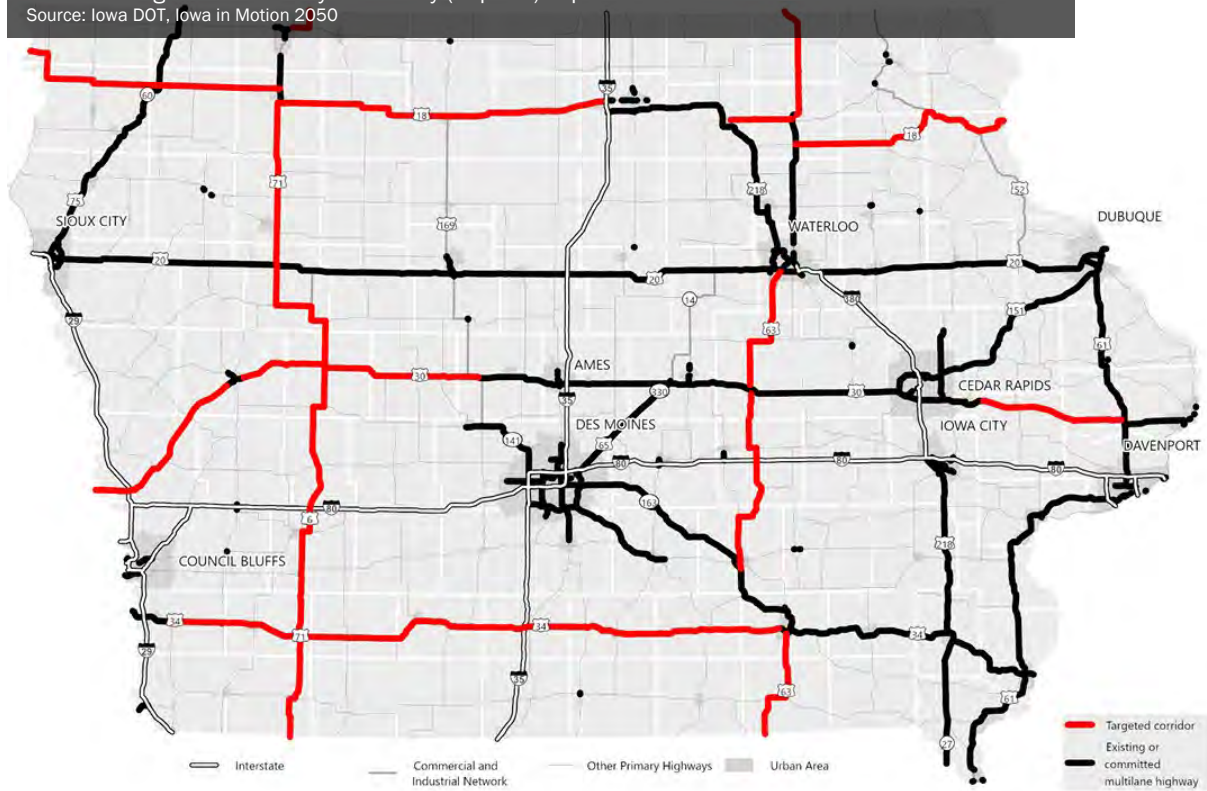 Source: Iowa DOT, Iowa in Motion 2050
35
60
18
18
71
75
218
52
SIOUX CITY
169
WATERLOO
DUBUQUE
20
20
20
14
380
29
151
63
61
AMES
30
330
30
CEDAR RAPIDS
35
DES MOINES
IOWA CITY
141
65
DAVENPORT
80
80
80
163
6
80
218
COUNCIL BLUFFS
34
34
34
71
29
35
63
61
27
Targeted corridor
Existing or
committed
multilane highway
Interstate
Commercial and
Industrial Network
Other Primary Highways
Urban Area